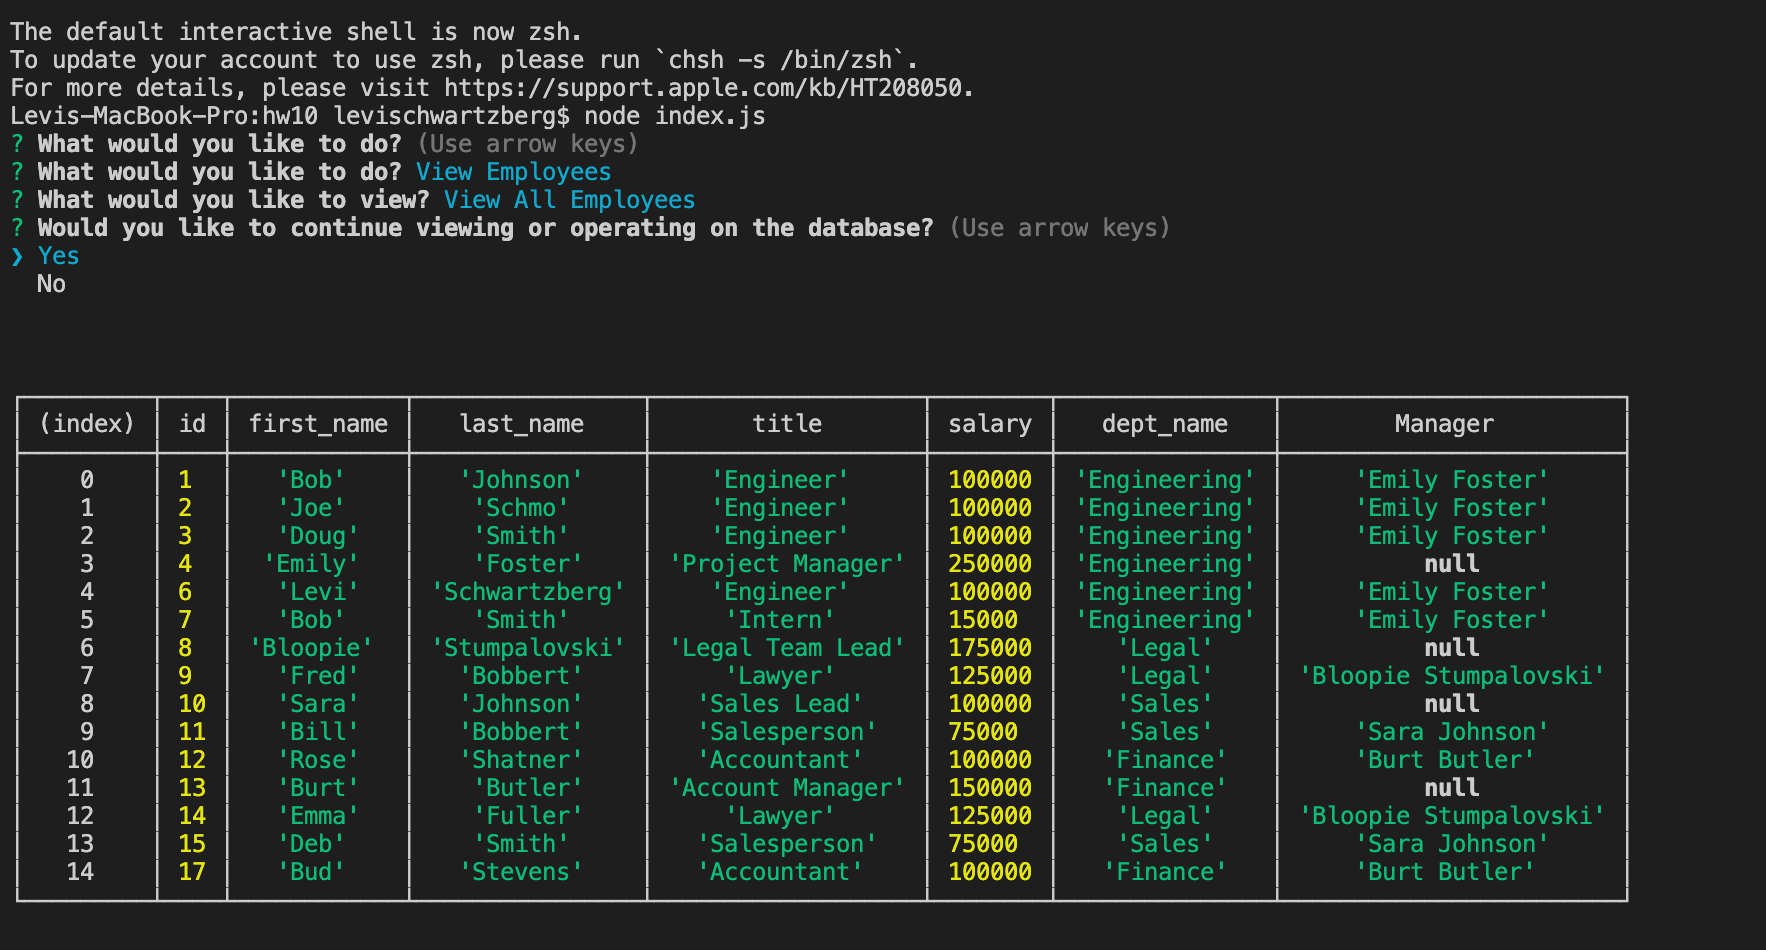 The default interactive shell is now zsh.
To update your account to use zsh, please run `chsh -s /bin/zsh`.
For more details, please visit https://support.apple.com/kb/HT208050.
Levis-MacBook-Pro:hw10 levischwartzberg$ node index.js
? What would you like to do? (Use arrow keys)
? What would you like to do? View Employees
? What would you like to view? View All Employees
? Would you like to continue viewing or operating on the database? (Use arrow keys)
❯ Yes
No
(index) id first_name last_name title salary dept_name Manager
0 1 'Bob' 'Johnson' 'Engineer' 100000 'Engineering' 'Emily Foster'
1 2 'Joe' 'Schmo' 'Engineer' 100000 'Engineering' 'Emily Foster'
2 3 'Doug' 'Smith' 'Engineer' 100000 'Engineering' 'Emily Foster'
3 4 'Emily' 'Foster' 'Project Manager' 250000 'Engineering' null
4 6 'Levi' 'Schwartzberg' 'Engineer' 100000 'Engineering' 'Emily Foster'
5 7 'Bob' 'Smith' 'Intern' 15000 'Engineering' 'Emily Foster'
6 8 'Bloopie' 'Stumpalovski' 'Legal Team Lead' 175000 'Legal' null
7 9 'Fred' 'Bobbert' 'Lawyer' 125000 'Legal' 'Bloopie Stumpalovski'
8 10 'Sara' 'Johnson' 'Sales Lead' 100000 'Sales' null
9 11 'Bill' 'Bobbert' 'Salesperson' 75000 'Sales' 'Sara Johnson'
10 12 'Rose' 'Shatner' 'Accountant' 100000 'Finance' 'Burt Butler'
11 13 'Burt' 'Butler' 'Account Manager' 150000 'Finance' null
12 14 'Emma' 'Fuller' 'Lawyer' 125000 'Legal' 'Bloopie Stumpalovski'
13 15 'Deb' 'Smith' 'Salesperson' 75000 'Sales' 'Sara Johnson'
14 17 'Bud' 'Stevens' 'Accountant' 100000 'Finance' 'Burt Butler'